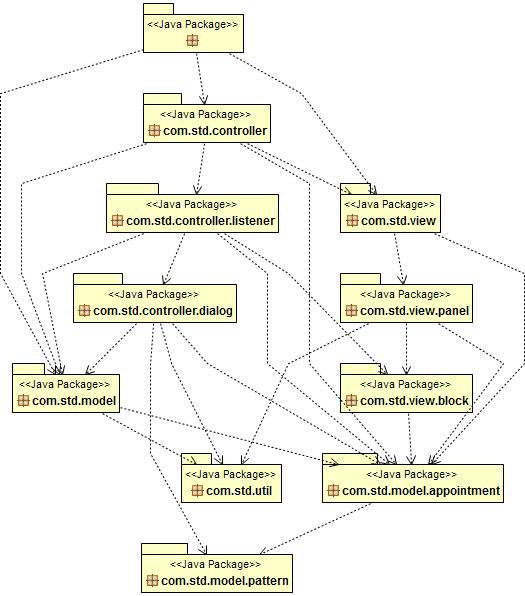 <<Java Package>>
<<Java Package>>
com.std.controller
<<Java Package>>
com.std.controller.listener
<<Java Package>>
com.std.view
<<Java Package>>
com.std.controller.dialog
<<Java Package>>
com.std.view.panel
<<Java Package>>
com.std.model
<<Java Package>>
com.std.view.block
<<Java Package>>
com.std.util
<<Java Package>>
com.std.model.appointment
<<Java Package>>
com.std.model.pattern